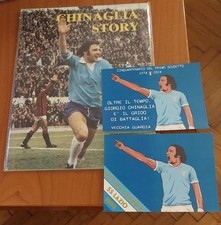 CHINAGLIA
STORY
CINQUANTENARIO DEL PRIMO SCUDETTO
1974 2024
OLTRE IL TEMPO,
GIORGIO CHINAGLIA
E' IL GRIDO
DI BATTAGLIA!
VECCHIA GUARDIA
SS LAZIO